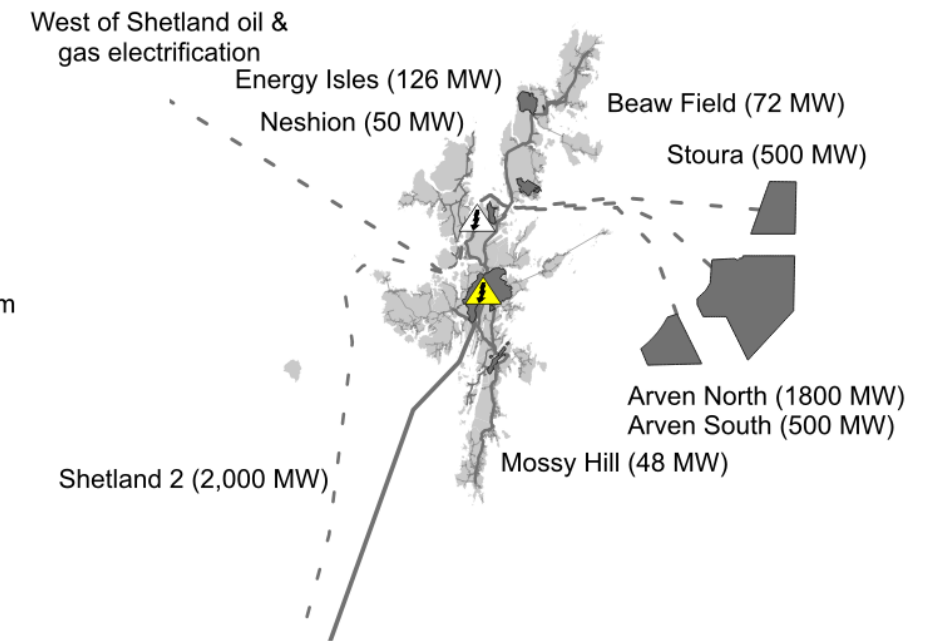 West of Shetland oil &
gas electrification
Energy Isles (126 MW)
Beaw Field (72 MW)
Neshion (50 MW)
Stoura (500 MW)
m
Arven North (1800 MW)
Arven South (500 MW)
Mossy Hill (48 MW)
Shetland 2 (2,000 MW)